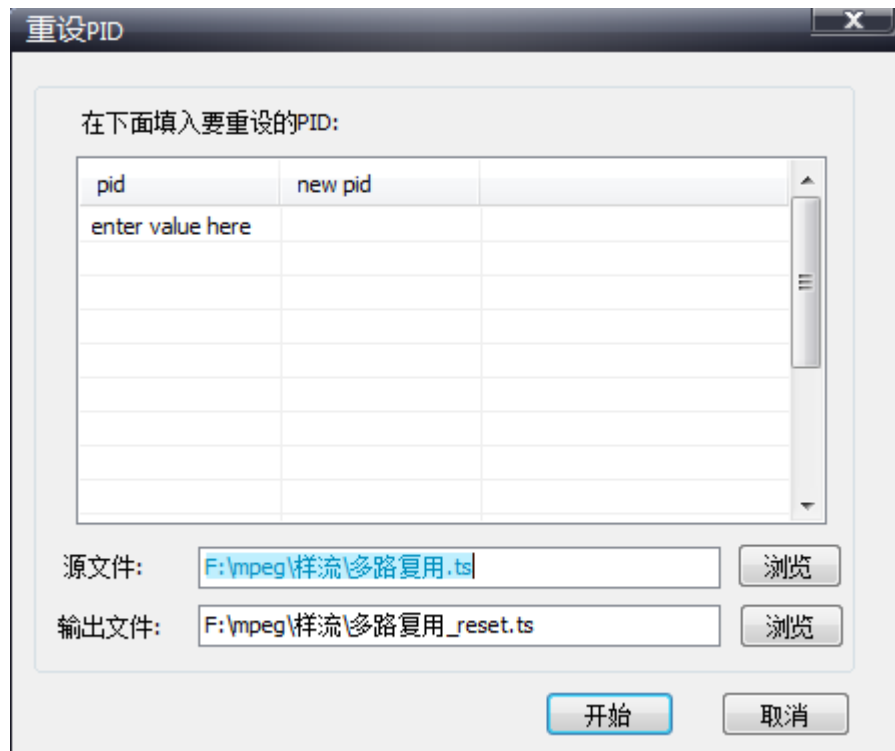 重设PID
X
在下面填入要重设的PID:
pid new pid
enter value here
源文件: F:\mpeg\样流\多路复用.ts 浏览
输出文件: F:\mpeg\样流\多路复用_reset.ts 浏览
开始 取消